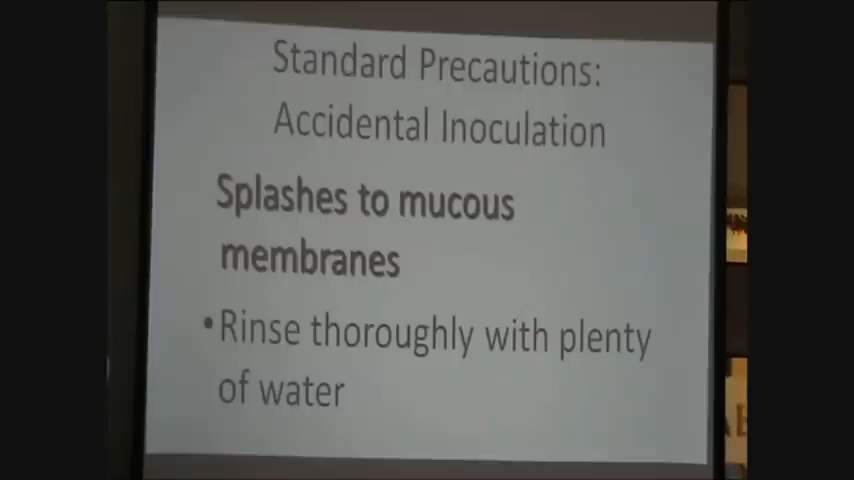 Standard Precautions:
Accidental Inoculation
Splashes to mucous
membranes
•Rinse thoroughly with plenty
of water